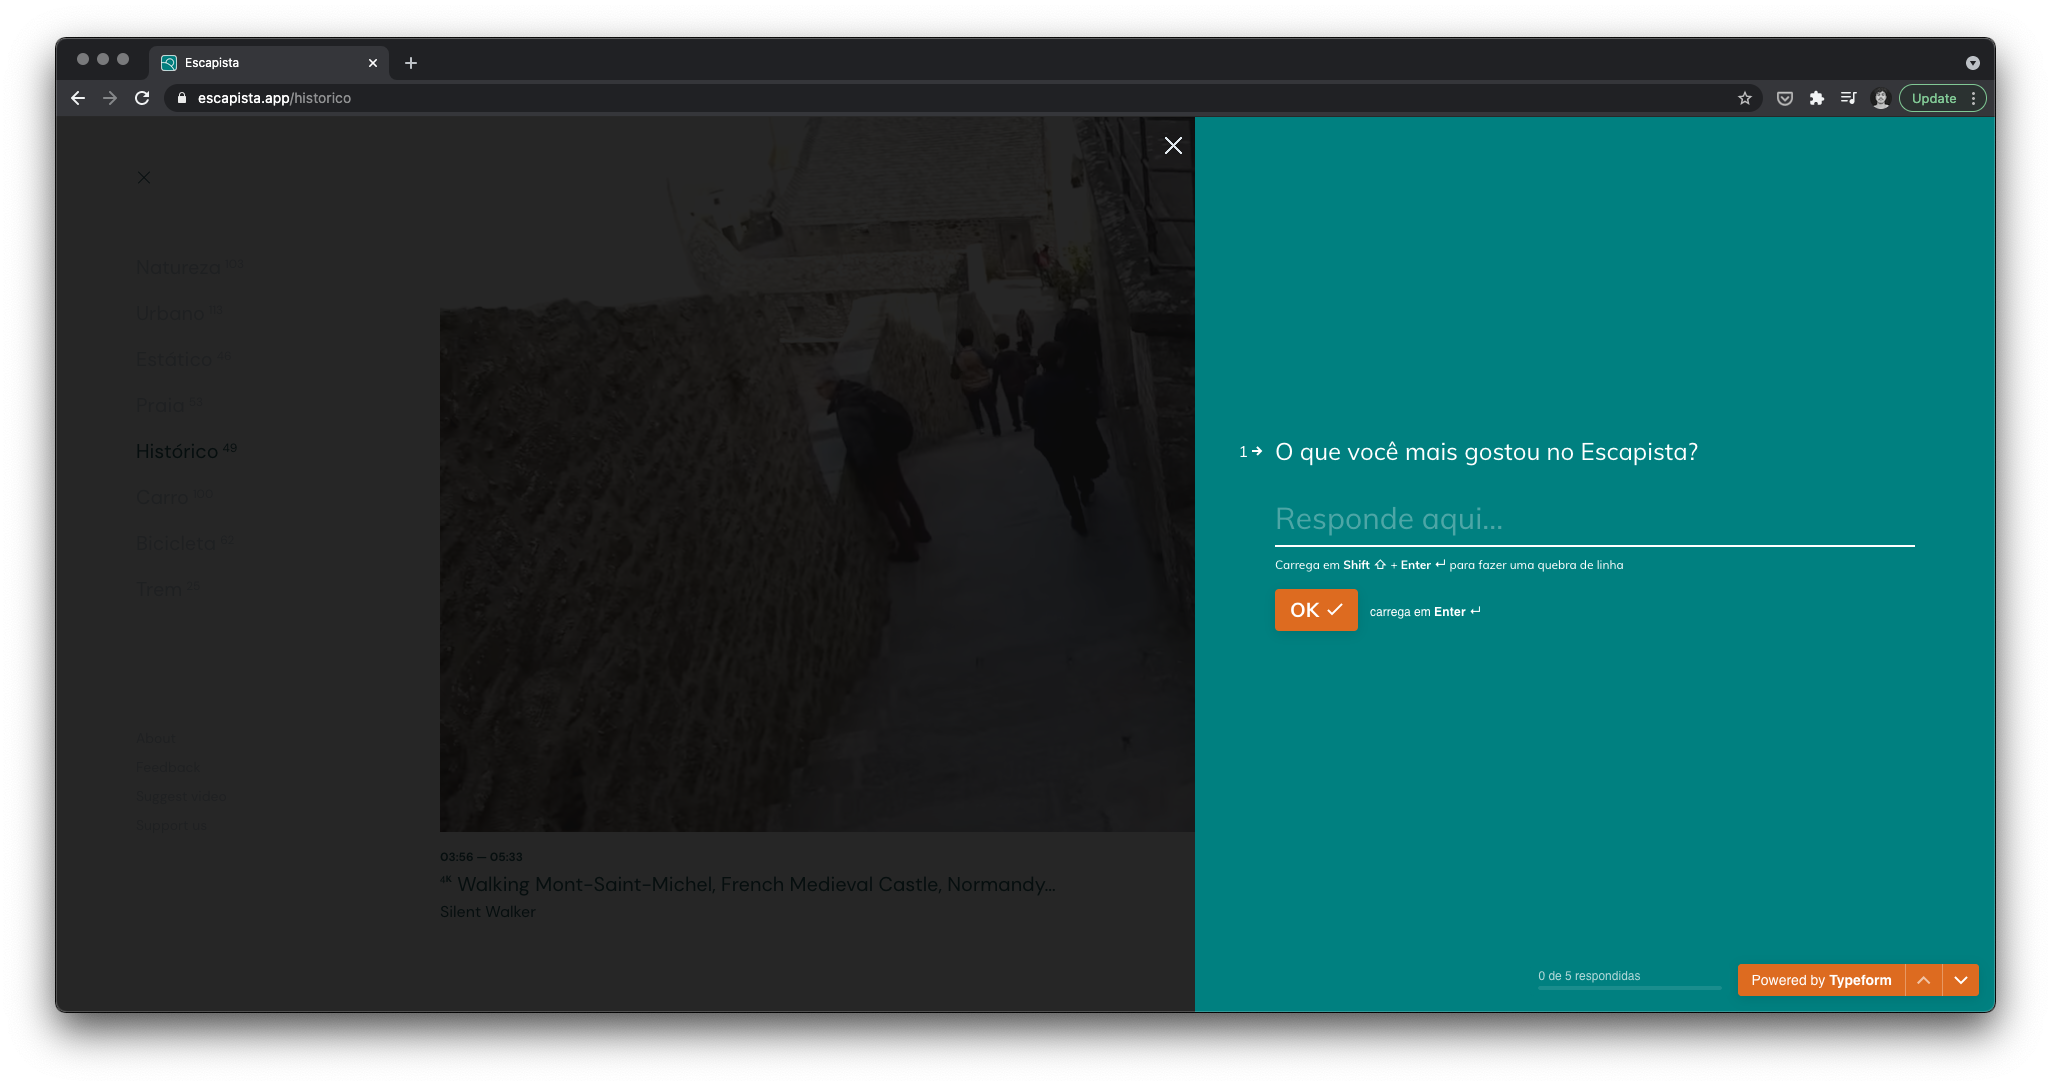 Escapista
escapista.app/historico
Update
Natureza
Urbano
Estático
Praia
Histórico 49
Carro
Bicicleta
Trem
About
Feedback
Suggest video
Support us
03:56 — 05:33
4K Walking Mont-Saint-Michel, French Medieval Castle, Normandy...
Silent Walker
1 O que você mais gostou no Escapista?
Responde aqui...
Carrega em Shift ⇧ + Enter ↵ para fazer uma quebra de linha
OK ✓ carrega em Enter ↵
0 de 5 respondidas
Powered by Typeform